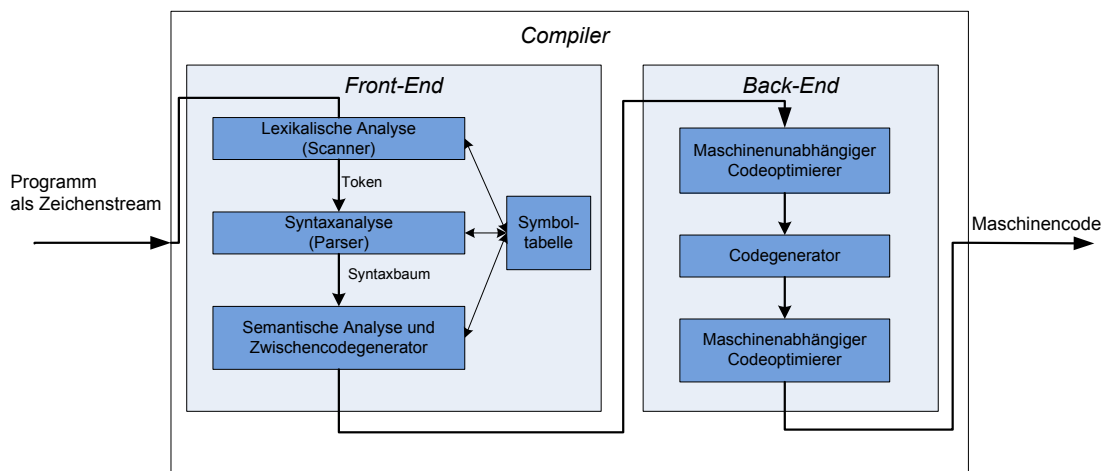 Compiler
Front-End
Back-End
Programm
als Zeichenstream
Lexikalische Analyse
(Scanner)
Token
Syntaxanalyse
(Parser)
Syntaxbaum
Semantische Analyse und
Zwischencodegenerator
Symbol-
tabelle
Maschinenunabhängiger
Codeoptimierer
Codegenerator
Maschinenabhängiger
Codeoptimierer
Maschinencode